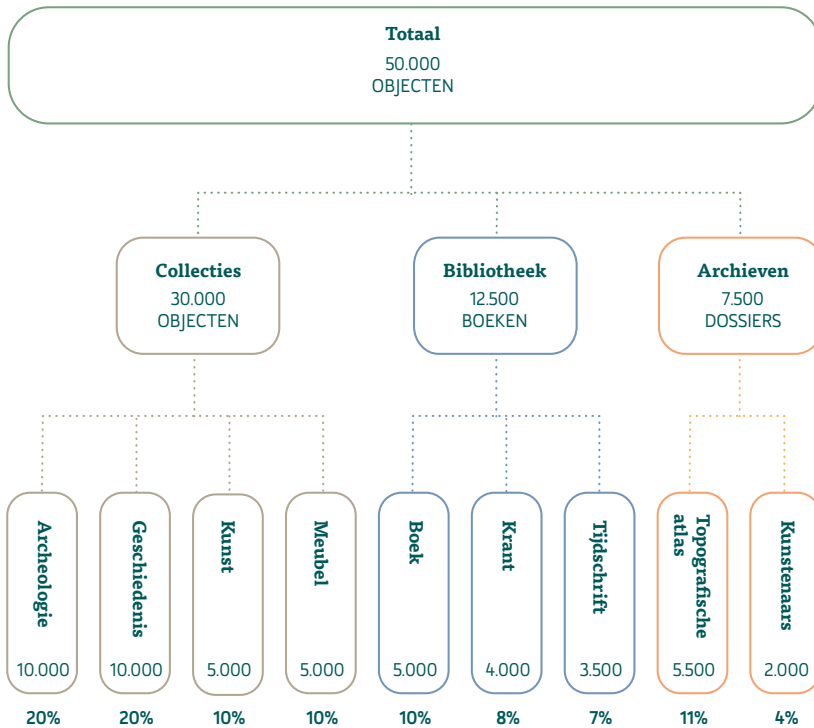 Totaal
50.000
OBJECTEN
Collecties
30.000
OBJECTEN
Bibliotheek
12.500
BOEKEN
Archieven
7.500
DOSSIERS
Archeologie
10.000
20%
Geschiedenis
10.000
20%
Kunst
5.000
10%
Meubel
5.000
10%
Boek
5.000
10%
Krant
4.000
8%
Tijdschrift
3.500
7%
Topografische
atlas
5.500
11%
Kunstenaars
2.000
4%